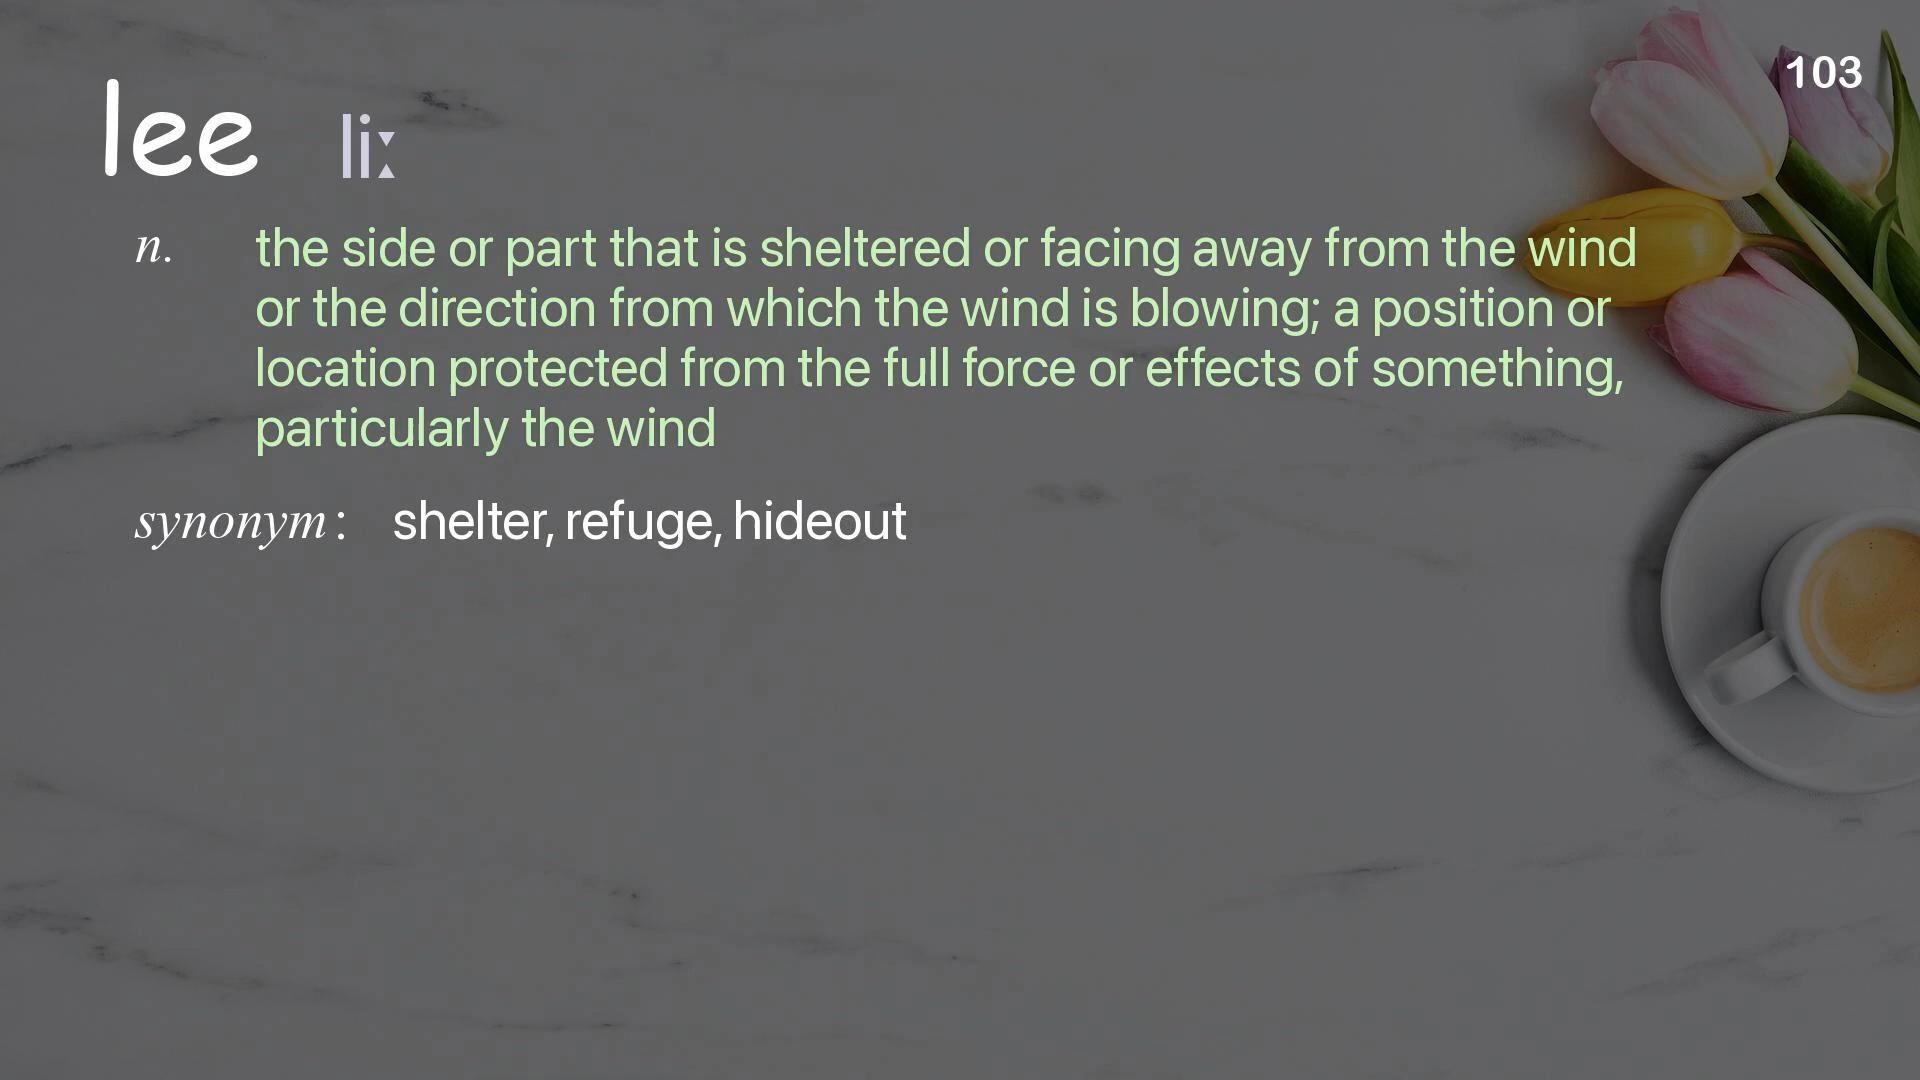 103
lee liː
n. the side or part that is sheltered or facing away from the wind
or the direction from which the wind is blowing; a position or
location protected from the full force or effects of something,
particularly the wind
synonym: shelter, refuge, hideout